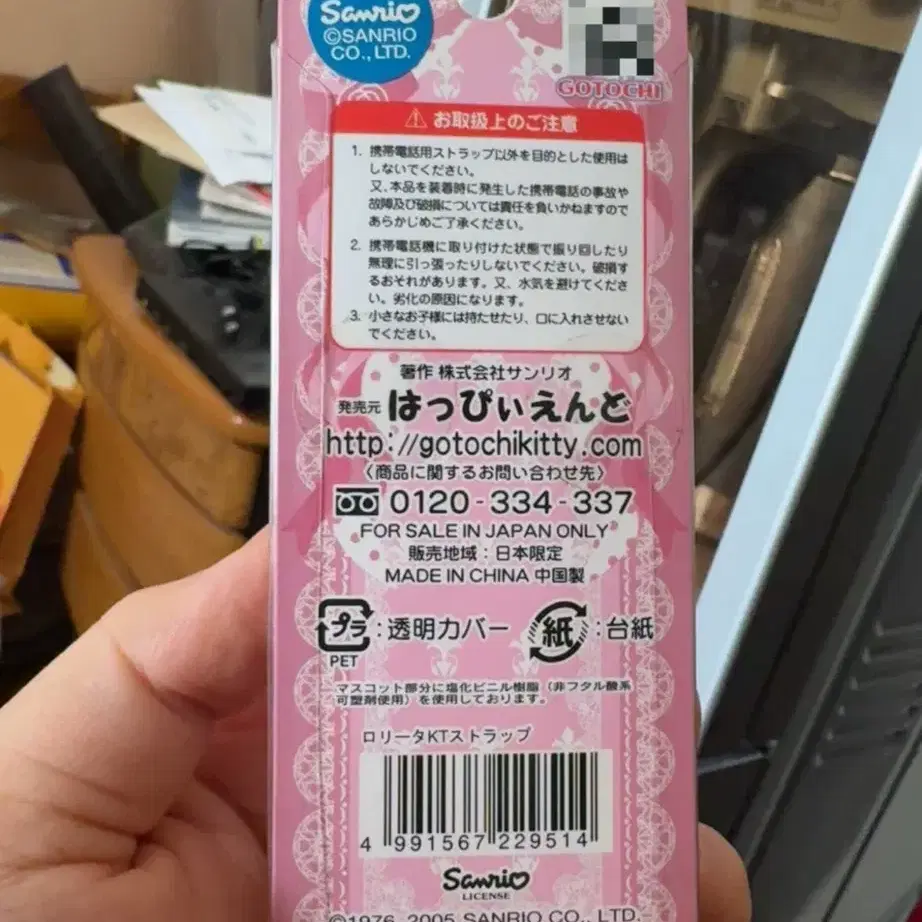 Sanrio
©SANRIO
CO., LTD.
GOTOCHI
お取扱上のご注意
1. 携帯電話用ストラップ以外を目的とした使用は
しないでください。
又、本品を装着時に発生した携帯電話の事故や
故障及び破損については責任を負いかねますので
あらかじめご了承ください。
2. 携帯電話機に取り付けた状態で振り回したり
無理に引っ張ったりしないでください。破損す
るおそれがあります。又、水気を避けてくださ
い。劣化の原因になります。
3. 小さなお子様には持たせたり、口に入れさせない
でください。
著作 株式会社サンリオ
発売元 はっぴぃえんど
http://gotochikitty.com
〈商品に関するお問い合わせ先〉
0120-334-337
FOR SALE IN JAPAN ONLY
販売地域：日本限定
MADE IN CHINA 中国製
プラ:透明カバー 紙:台紙
PET
マスコット部分に塩化ビニル樹脂（非フタル酸系
可塑剤使用）を使用しております。
ロリータKTストラップ
4 991567 229514
Sanrio
LICENSE
©1976, 2005 SANRIO CO., LTD.